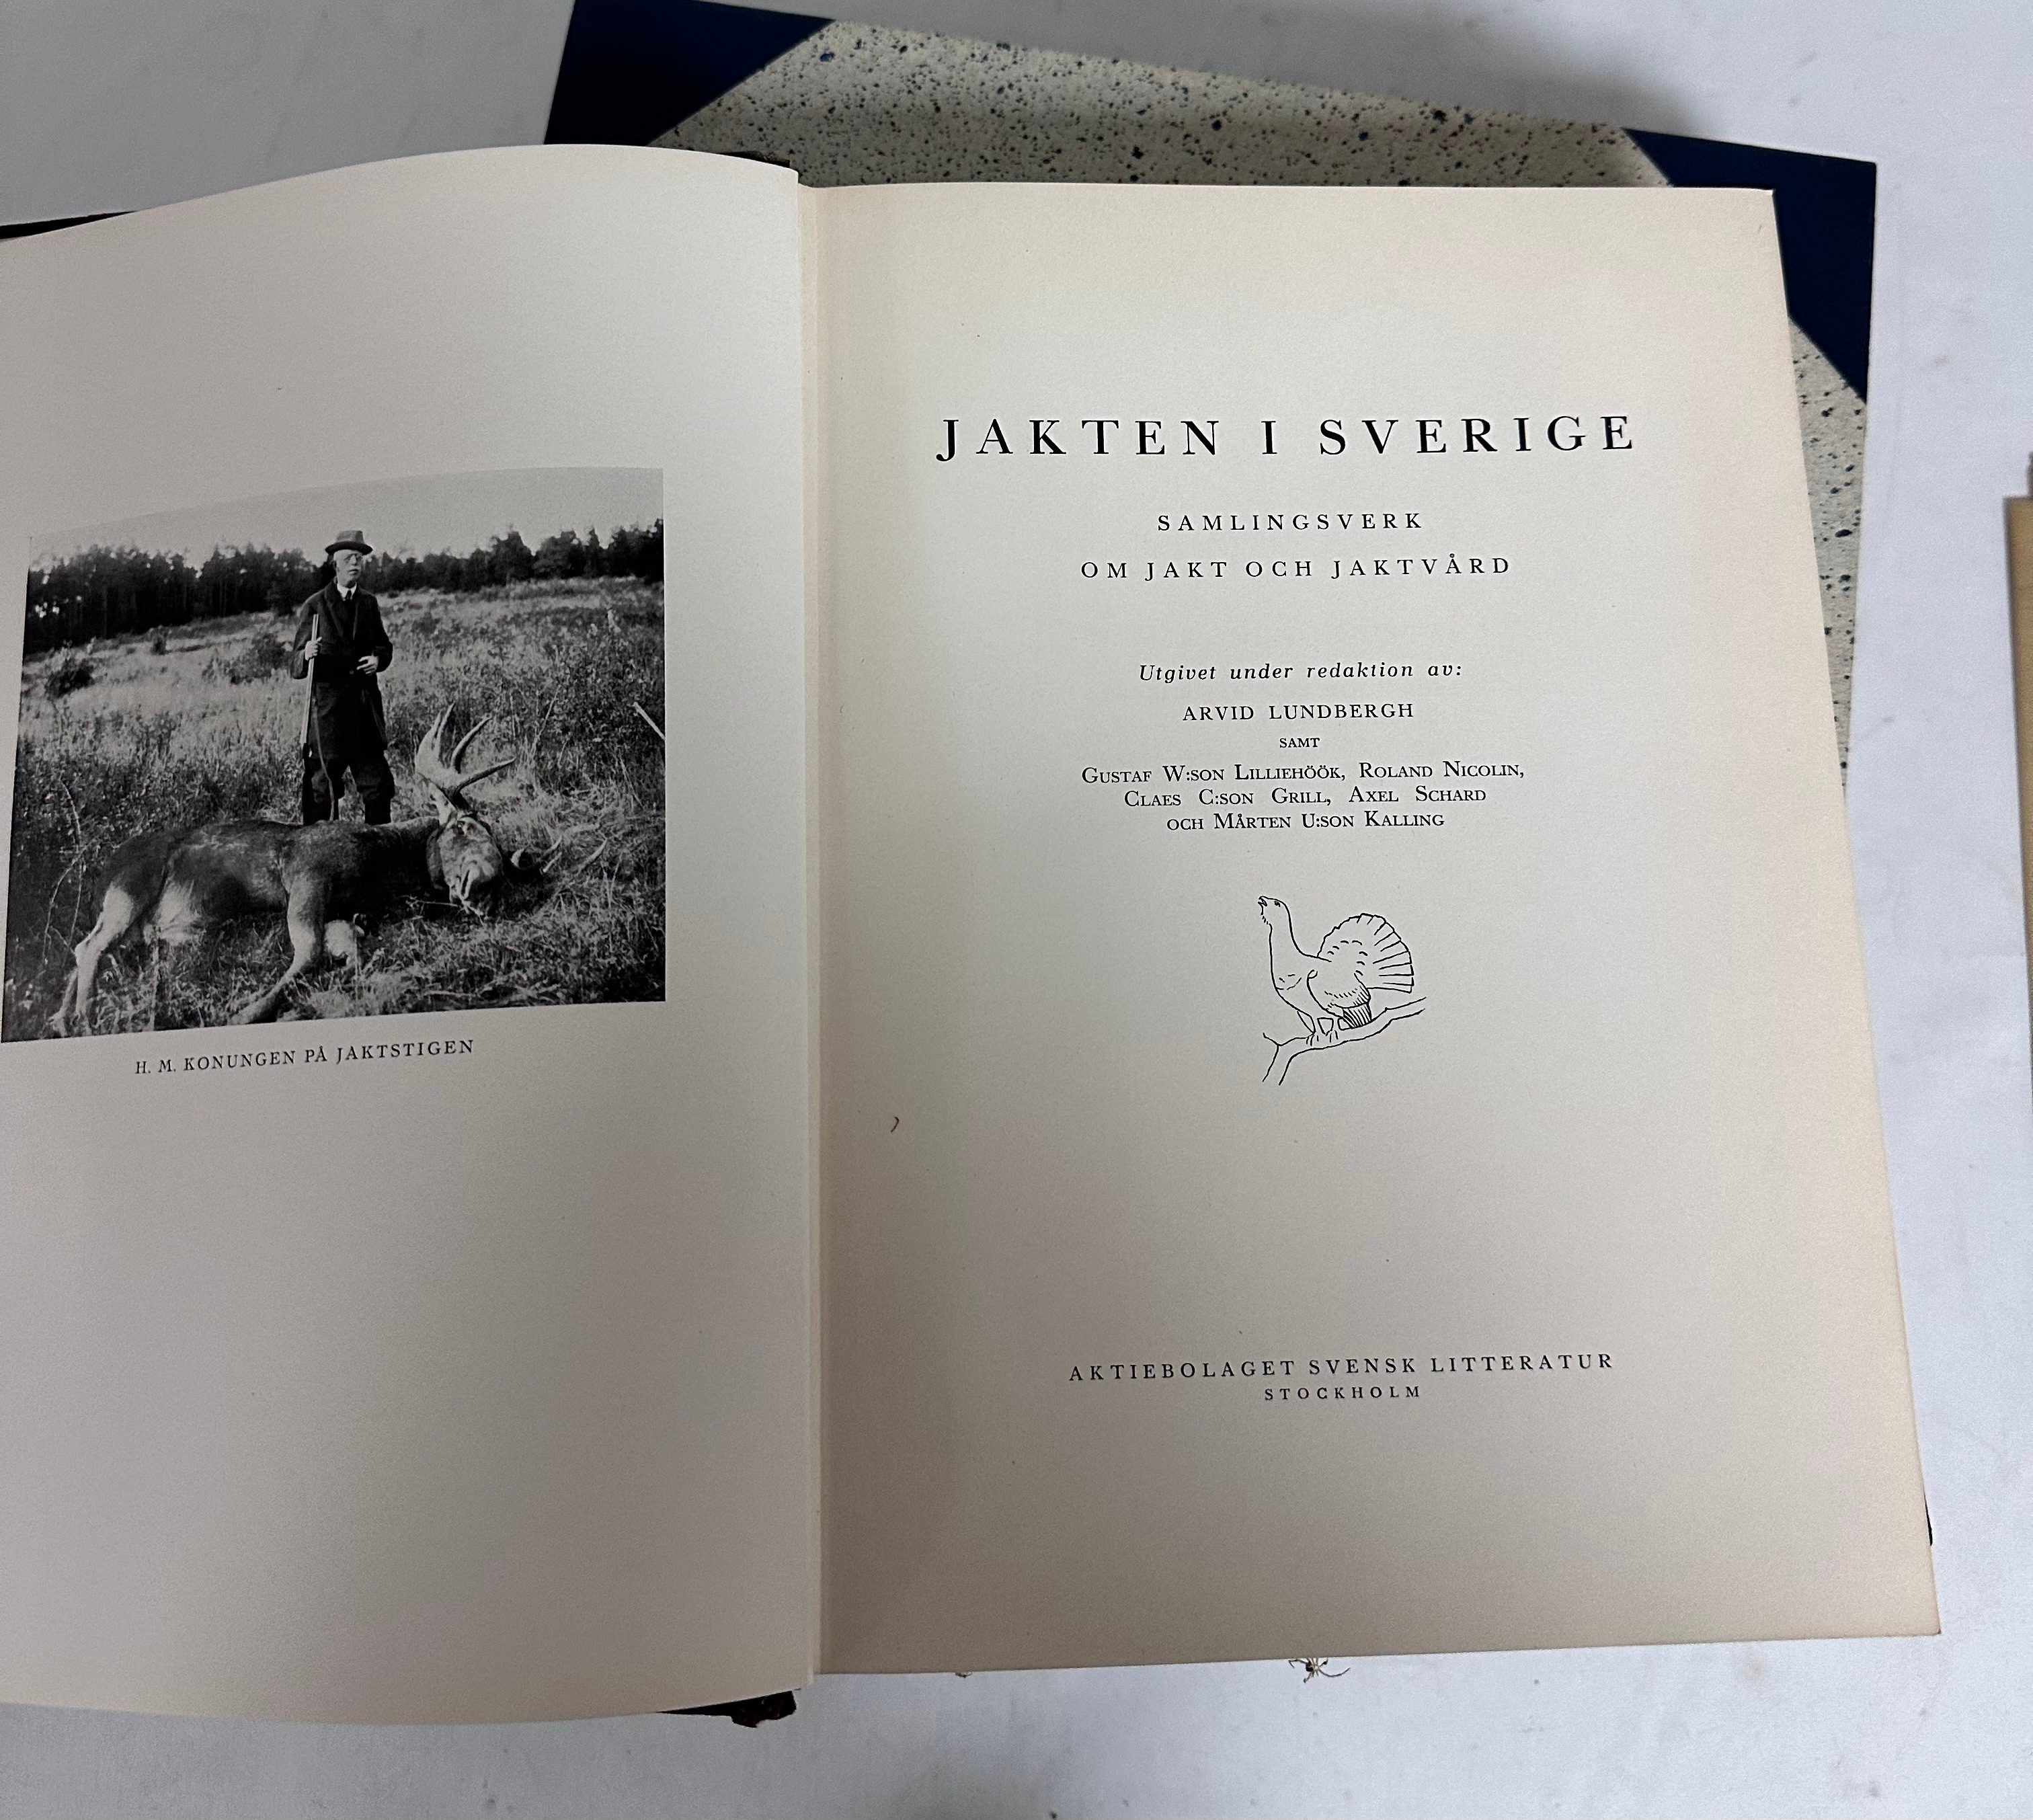 H. M. KONUNGEN PÅ JAKTSTIGEN
JAKTEN I SVERIGE
SAMLINGSVERK
OM JAKT OCH JAKTVÅRD
Utgivet under redaktion av:
ARVID LUNDBERGH
SAMT
GUSTAF W:SON LILLIEHÖÖK, ROLAND NICOLIN,
CLAES C:SON GRILL, AXEL SCHARD
OCH MÅRTEN U:SON KALLING
AKTIEBOLAGET SVENSK LITTERATUR
STOCKHOLM